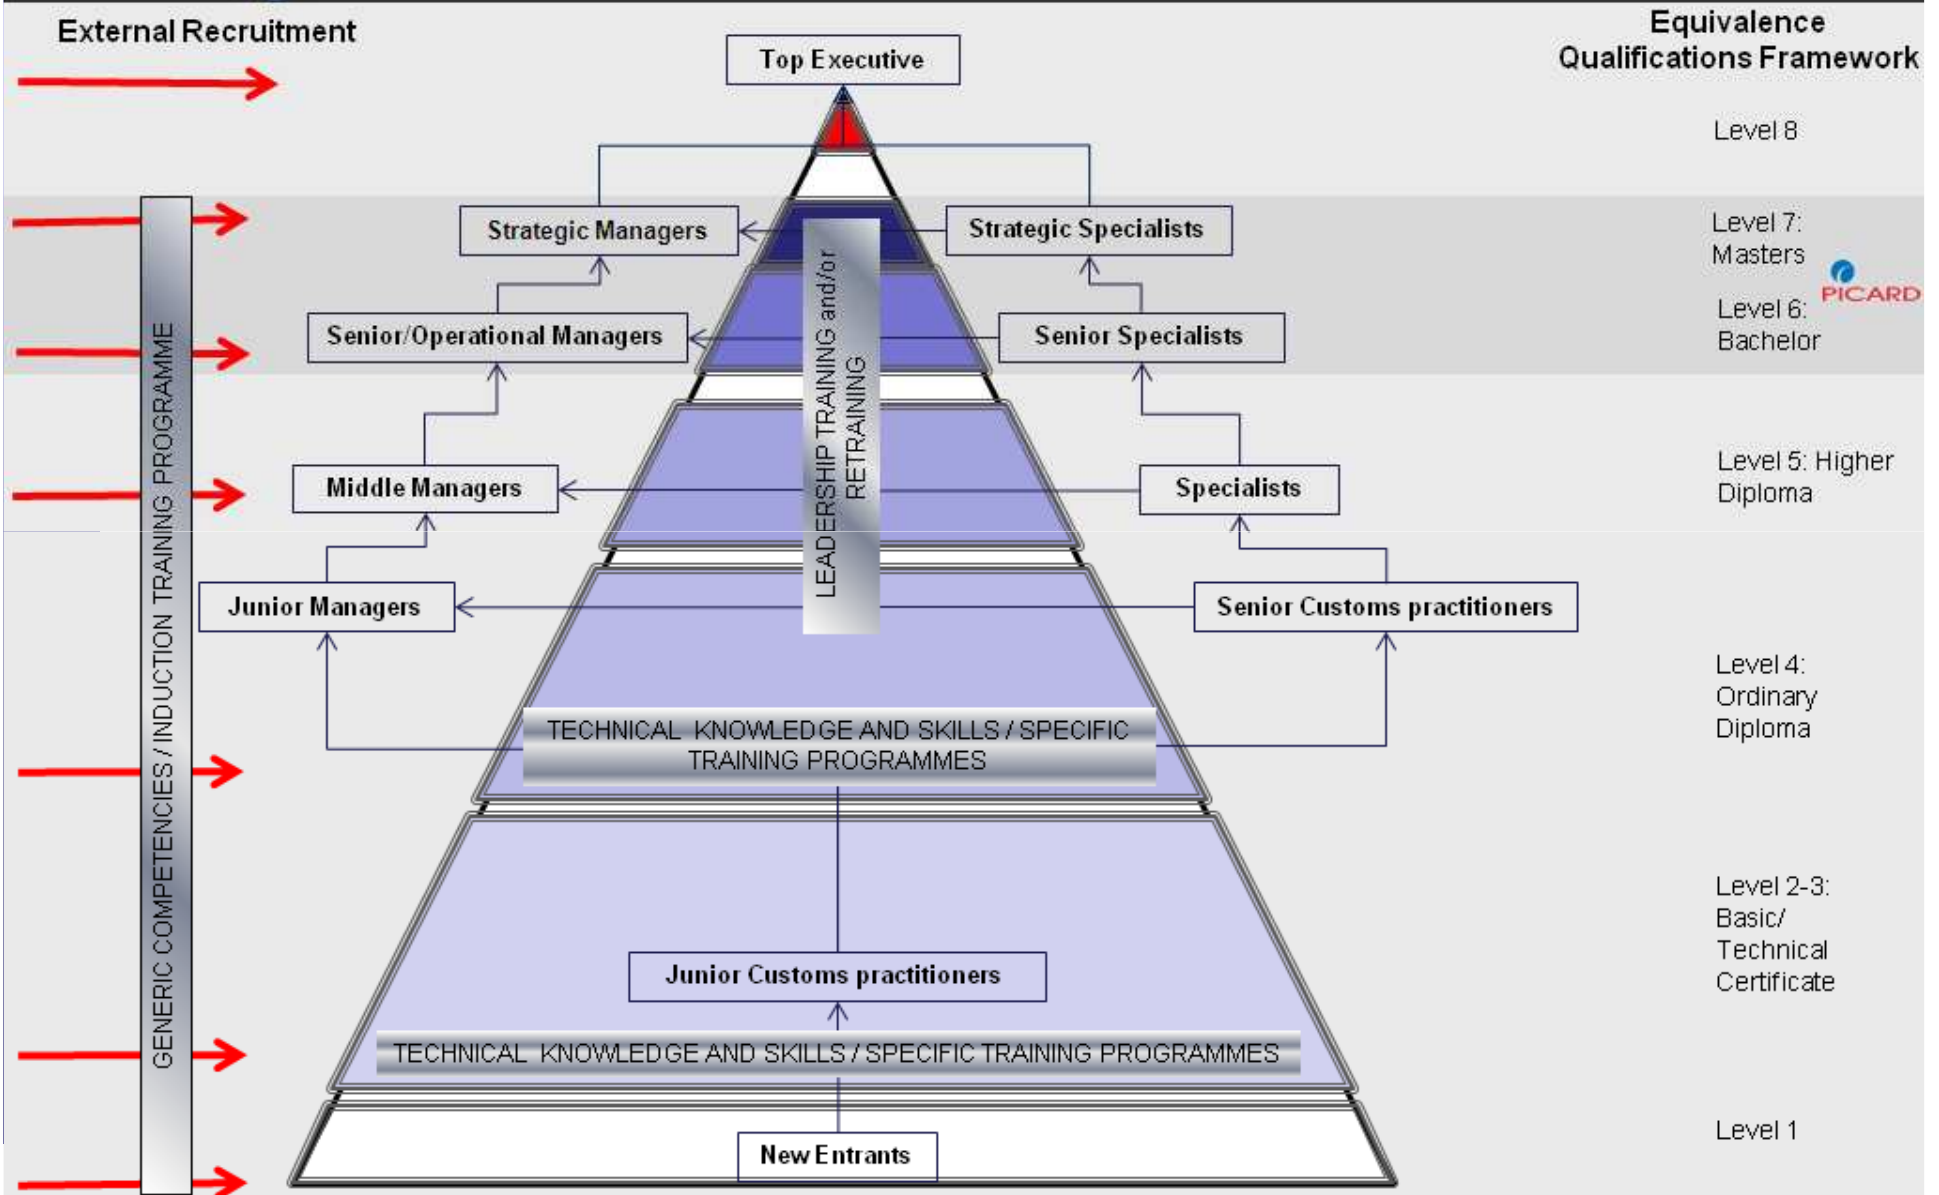 External Recruitment
Equivalence
Qualifications Framework
Top Executive
Level 8
Strategic Managers
Strategic Specialists
Level 7:
Masters
PICARD
Senior/Operational Managers
Senior Specialists
Level 6:
Bachelor
LEADERSHIP TRAINING and/or
RETRAINING
GENERIC COMPETENCIES / INDUCTION TRAINING PROGRAMME
Middle Managers
Specialists
Level 5: Higher
Diploma
Junior Managers
Senior Customs practitioners
Level 4:
Ordinary
Diploma
TECHNICAL KNOWLEDGE AND SKILLS / SPECIFIC
TRAINING PROGRAMMES
Level 2-3:
Basic/
Technical
Certificate
Junior Customs practitioners
TECHNICAL KNOWLEDGE AND SKILLS / SPECIFIC TRAINING PROGRAMMES
New Entrants
Level 1